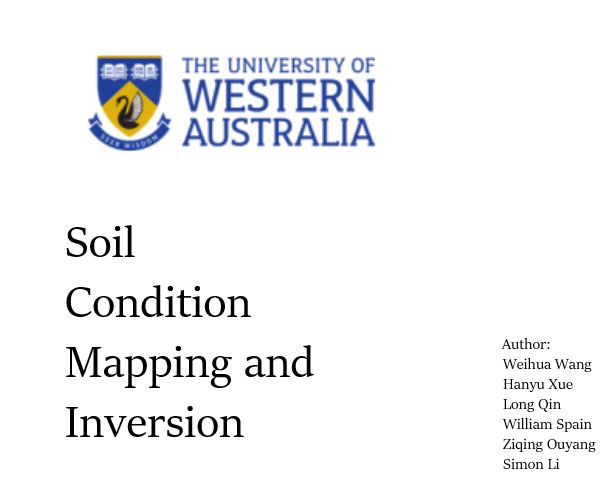 THE UNIVERSITY OF
WESTERN
AUSTRALIA
SEEK WISDOM
Soil
Condition
Mapping and
Inversion
Author:
Weihua Wang
Hanyu Xue
Long Qin
William Spain
Ziqing Ouyang
Simon Li